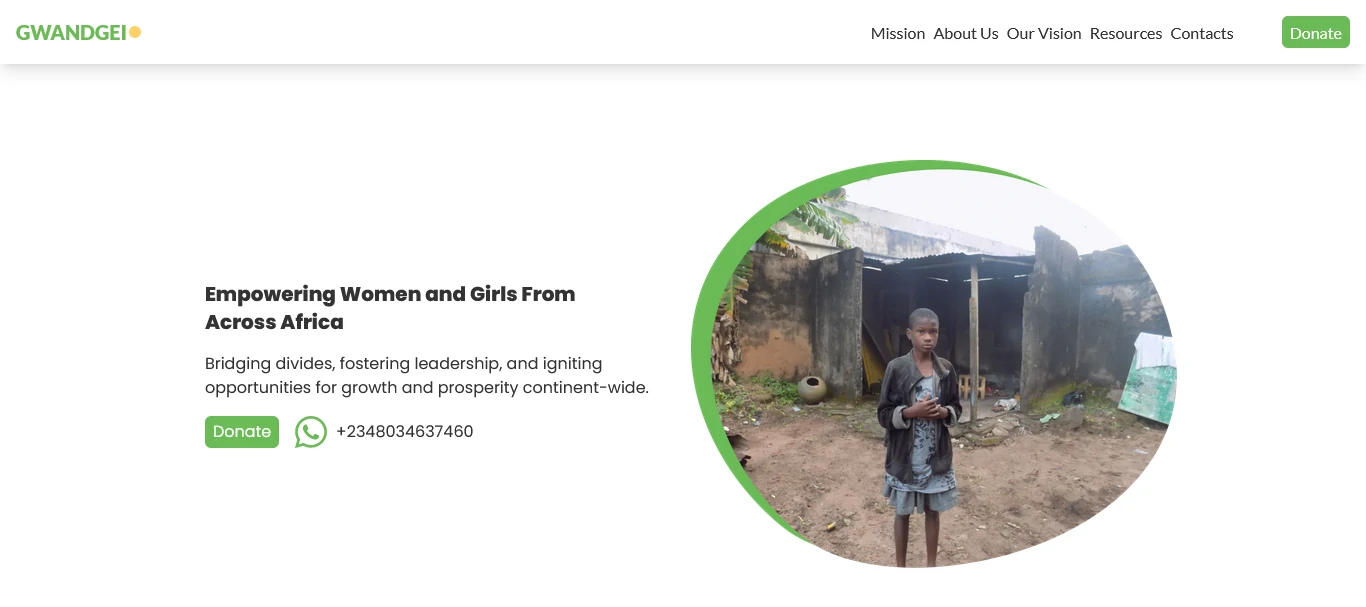 GWANDGEI
Mission About Us Our Vision Resources Contacts Donate
Empowering Women and Girls From
Across Africa
Bridging divides, fostering leadership, and igniting
opportunities for growth and prosperity continent-wide.
Donate +2348034637460